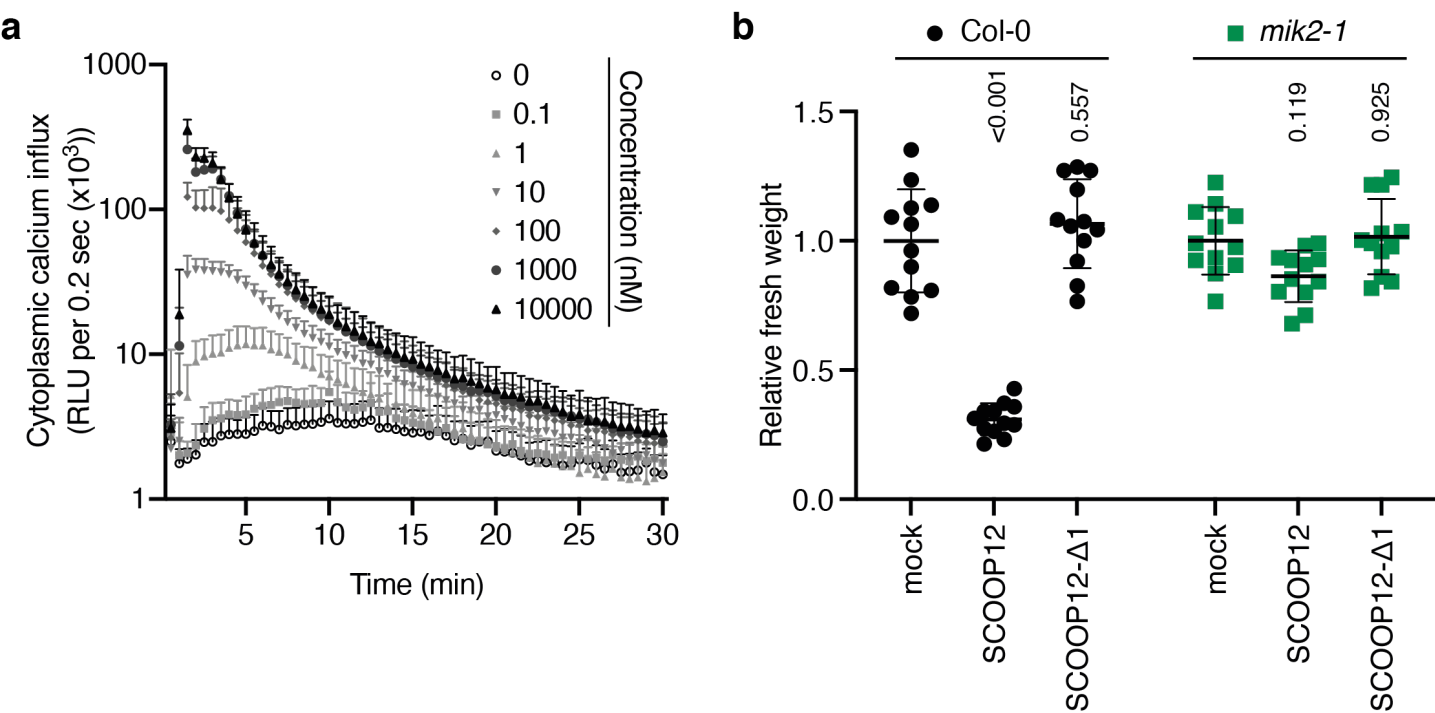 a
Cytoplasmic calcium influx
(RLU per 0.2 sec (x10³))
1000
100
10
1
5 10 15 20 25 30
Time (min)
0
0.1
1
10
100
1000
10000
Concentration (nM)
b
Col-0
mik2-1
<0.001
0.557
0.119
0.925
Relative fresh weight
1.5
1.0
0.5
0.0
mock
SCOOP12
SCOOP12-Δ1
mock
SCOOP12
SCOOP12-Δ1